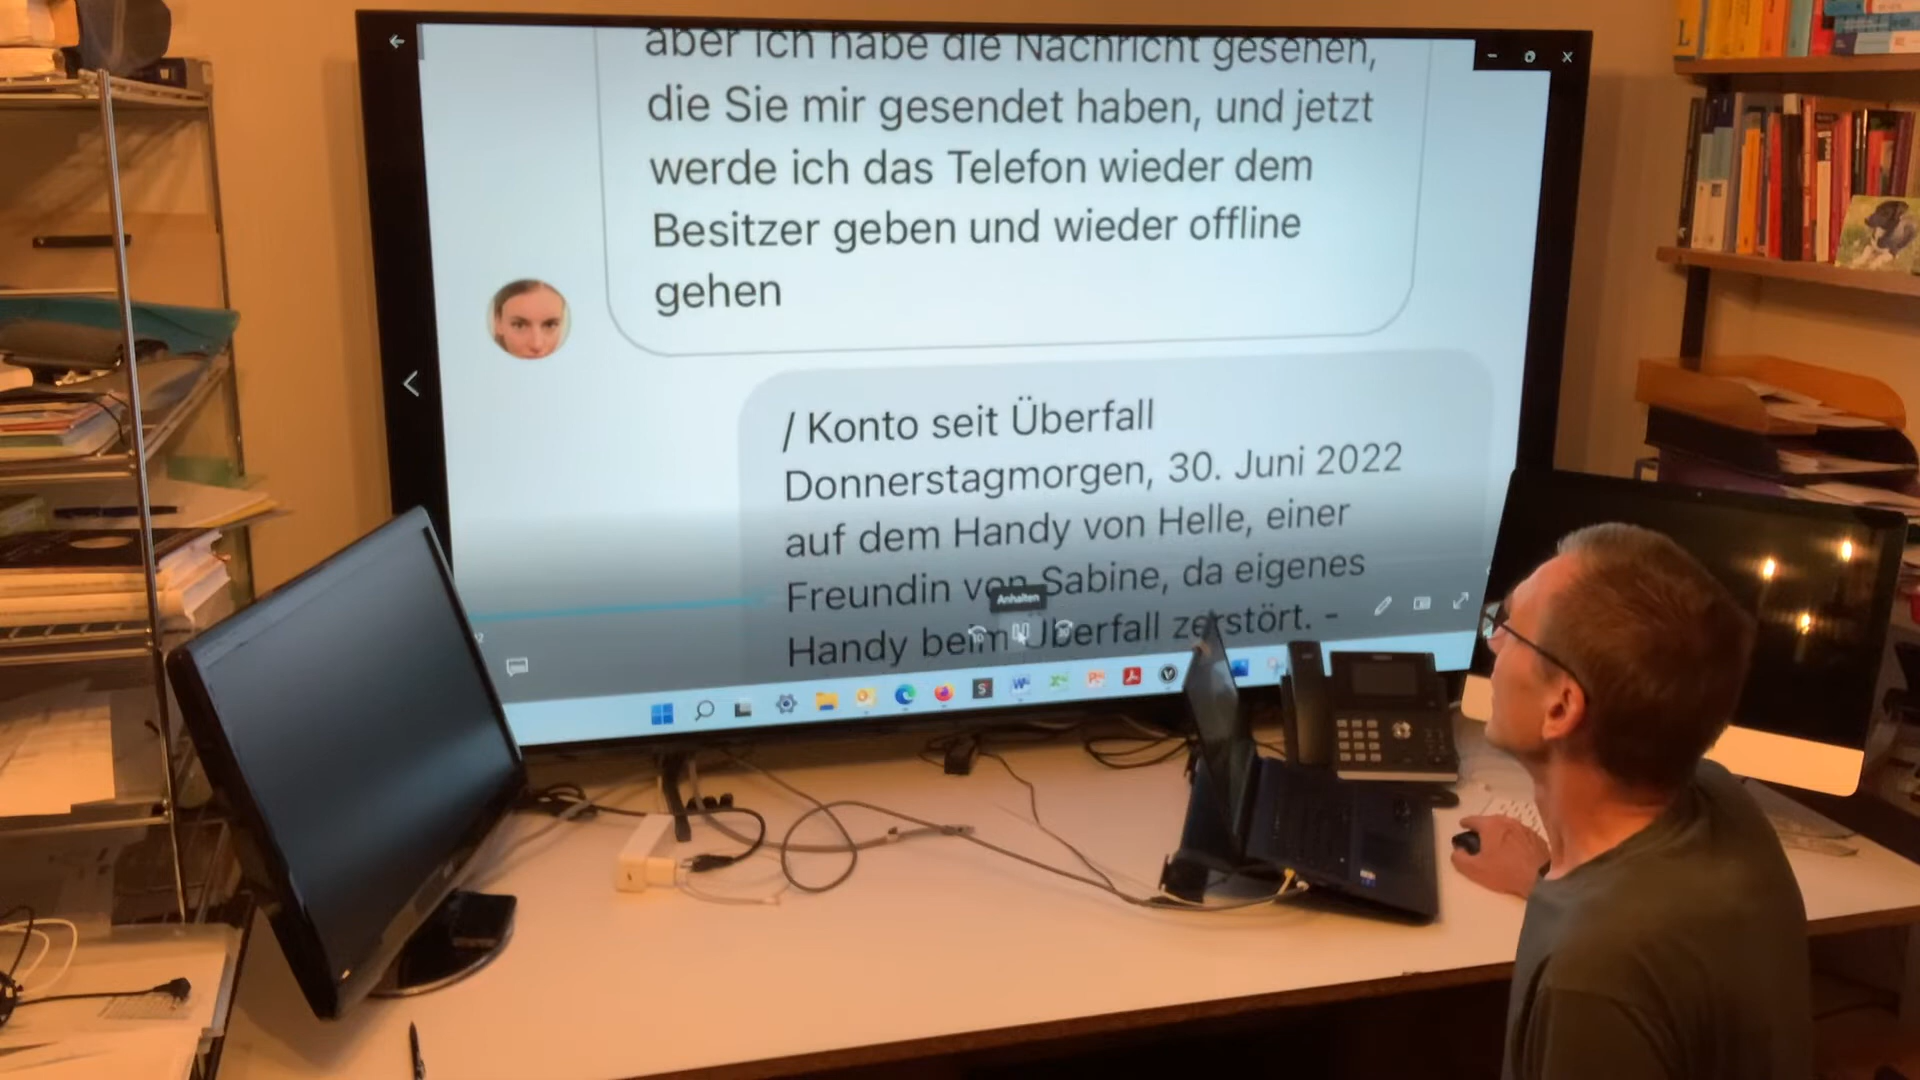 aber ich habe die Nachricht gesehen,
die Sie mir gesendet haben, und jetzt
werde ich das Telefon wieder dem
Besitzer geben und wieder offline
gehen
/ Konto seit Überfall
Donnerstagmorgen, 30. Juni 2022
auf dem Handy von Helle, einer
Freundin von Sabine, da eigenes
Anhalten
Handy beim Überfall zerstört. -